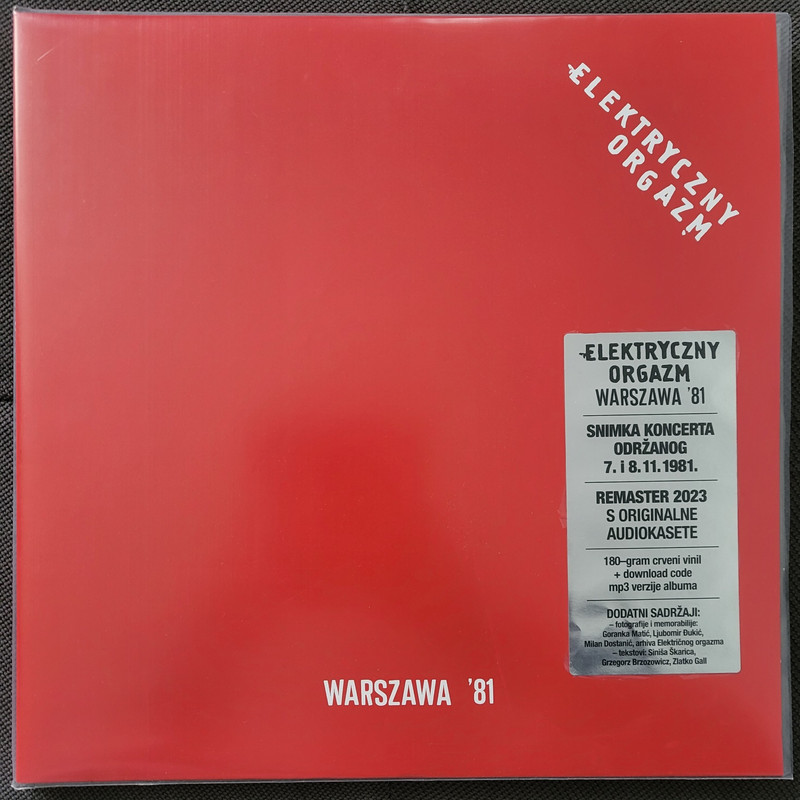 ELEKTRYCZNY
ORGAZM
ELEKTRYCZNY
ORGAZM
WARSZAWA '81
SNIMKA KONCERTA
ODRŽANOG
7. i 8. 11. 1981.
REMASTER 2023
S ORIGINALNE
AUDIOKASETE
180–gram crveni vinil
+ download code
mp3 verzije albuma
DODATNI SADRŽAJI:
– fotografije i memorabilije:
Goranka Matić, Ljubomir Đukić,
Milan Dostanić, arhiva Električnog orgazma
– tekstovi: Siniša Škarica,
Grzegorz Brzozowicz, Zlatko Gall
WARSZAWA '81